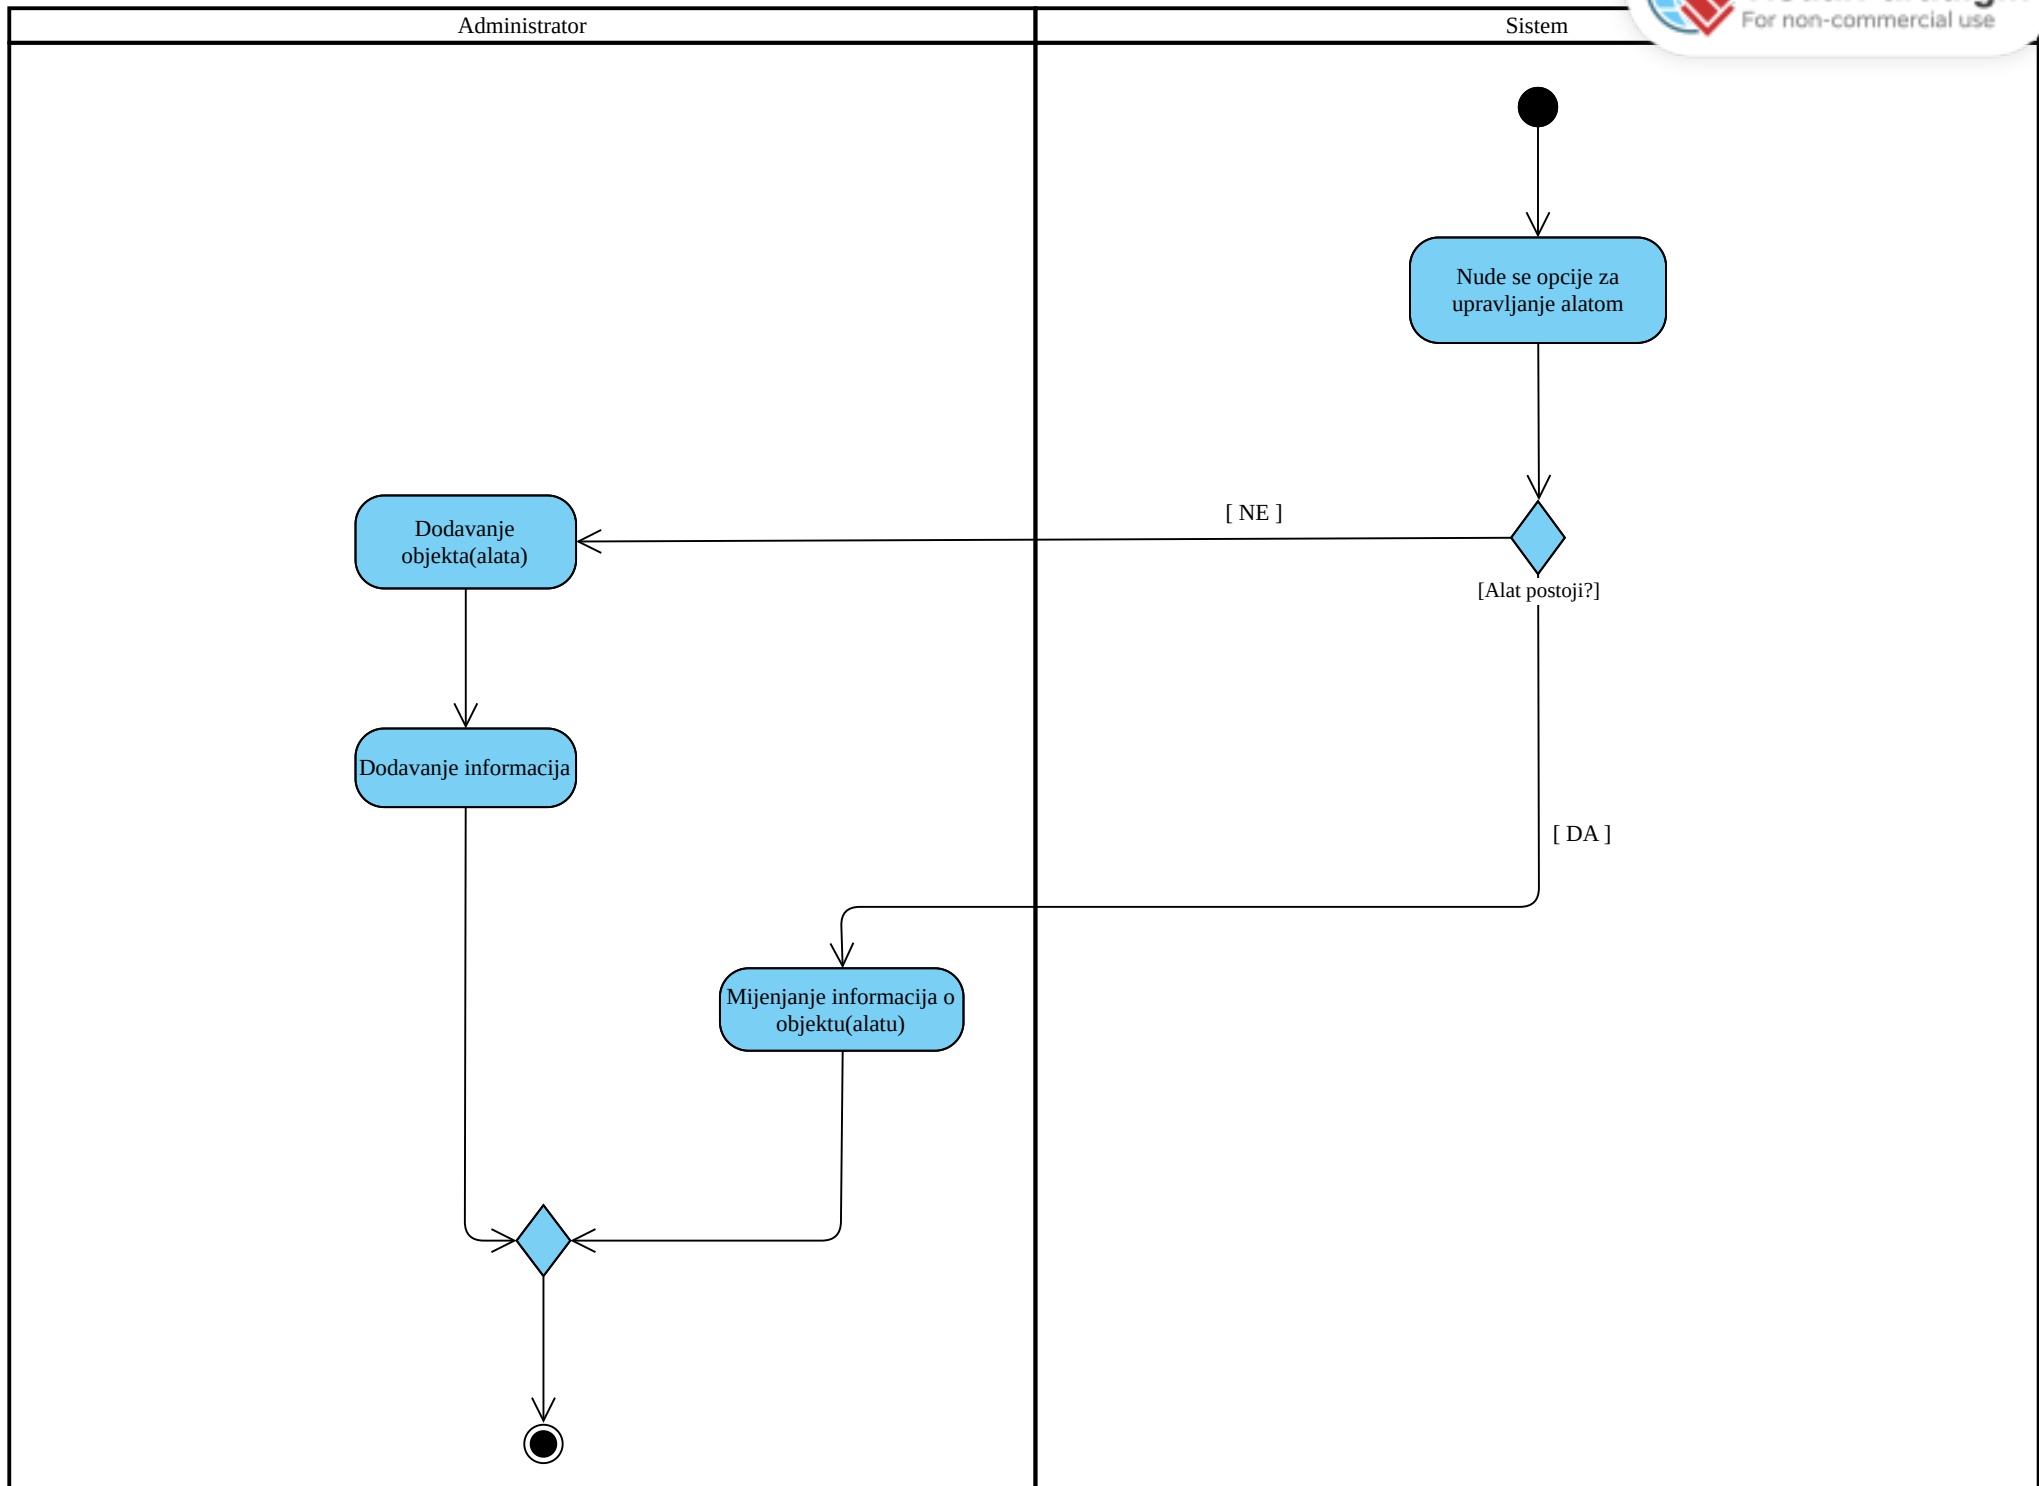 Administrator
Sistem
For non-commercial use
Nude se opcije za
upravljanje alatom
[ NE ]
Dodavanje
objekta(alata)
[Alat postoji?]
Dodavanje informacija
[ DA ]
Mijenjanje informacija o
objektu(alatu)